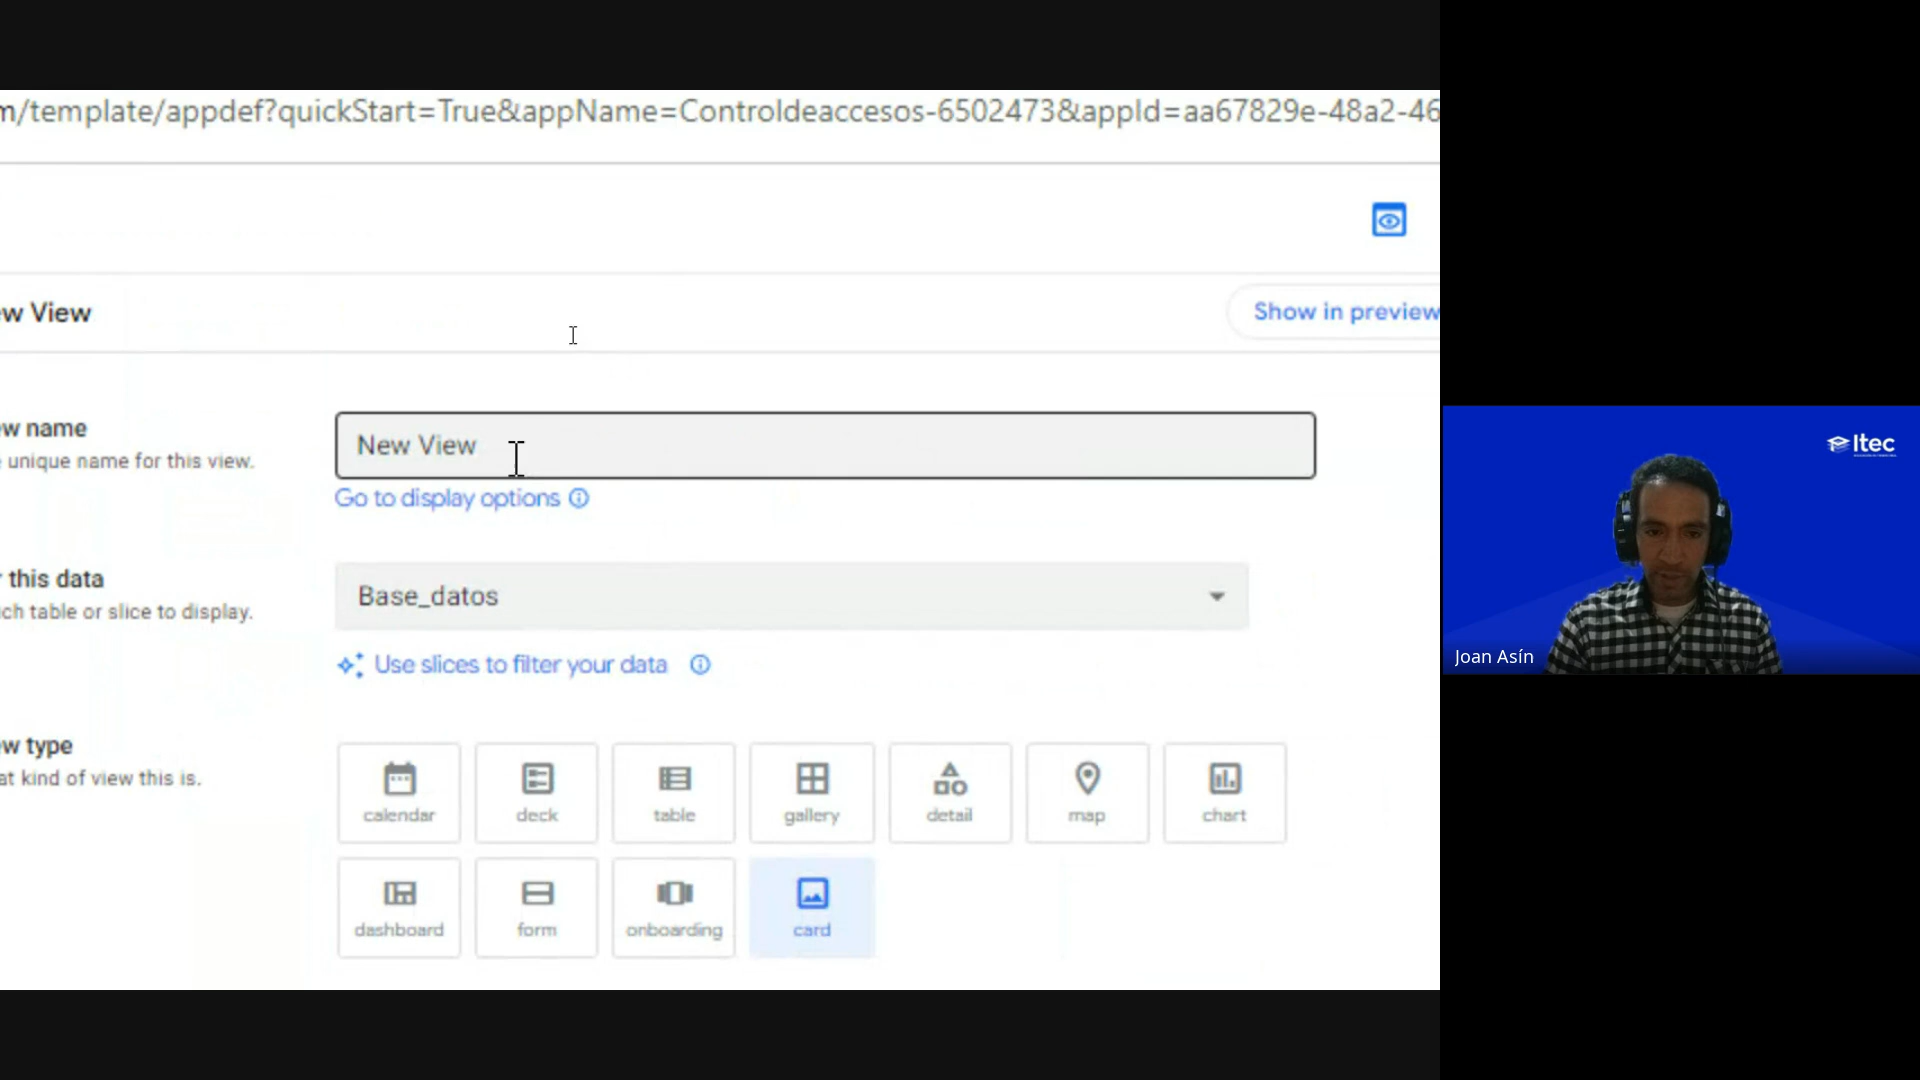 m/template/appdef?quickStart=True&appName=Controldeaccesos-6502473&appId=aa67829e-48a2-46
w View
Show in preview
w name
unique name for this view.
New View
Go to display options
this data
ch table or slice to display.
Base_datos
Use slices to filter your data
w type
at kind of view this is.
calendar
deck
table
gallery
detail
map
chart
dashboard
form
onboarding
card
Itec
Joan Asín